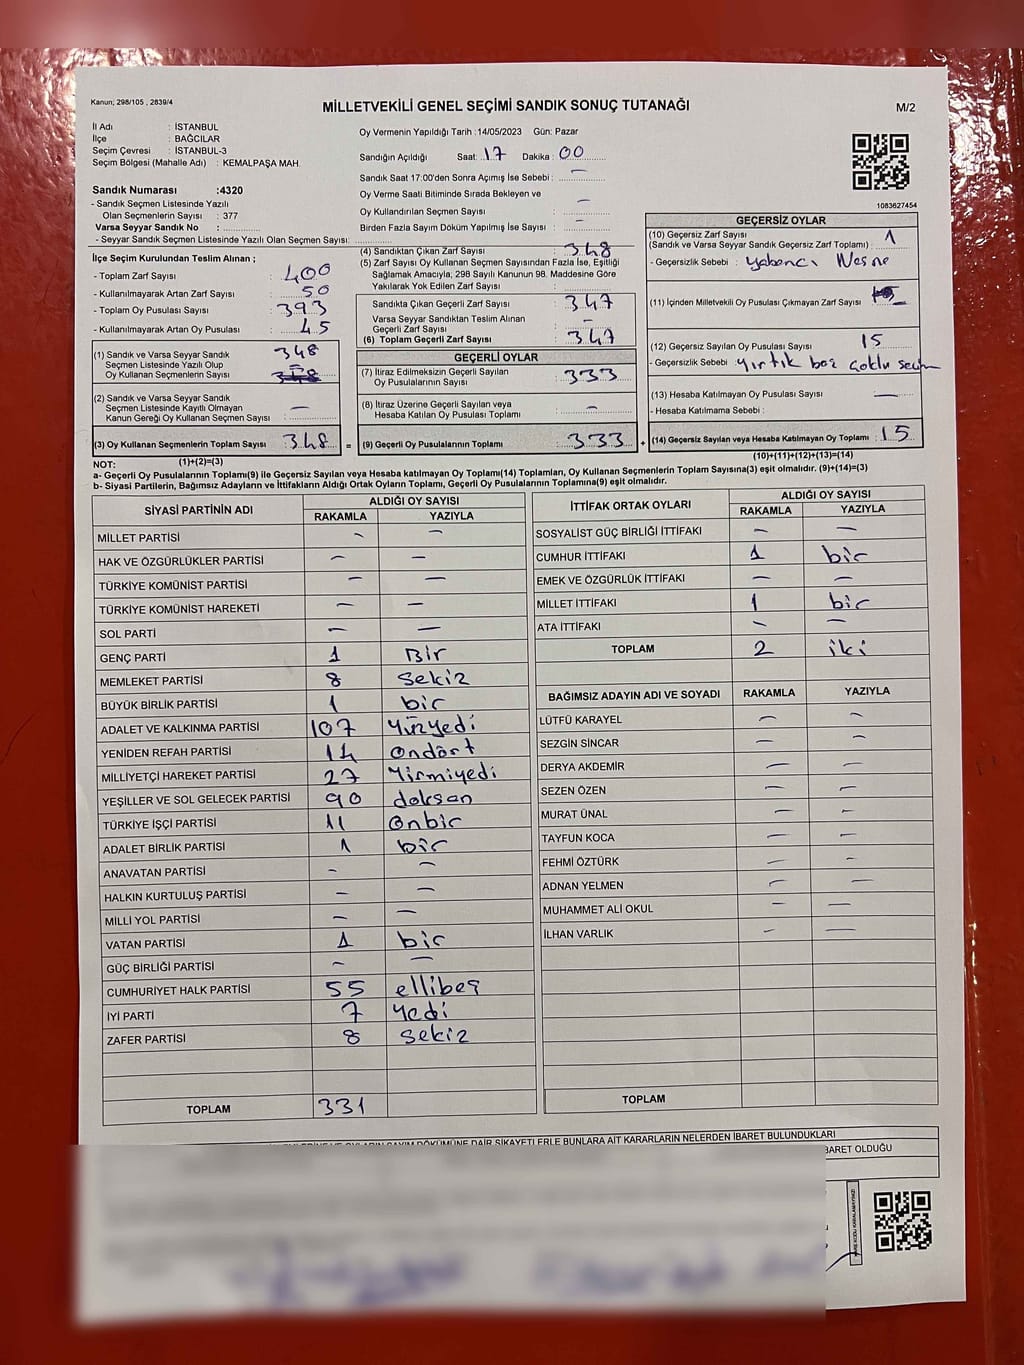 Kanun; 298/105 , 2839/4
MİLLETVEKİLİ GENEL SEÇİMİ SANDIK SONUÇ TUTANAĞI
M/2
İl Adı : İSTANBUL
İlçe : BAĞCILAR
Seçim Çevresi : İSTANBUL-3
Seçim Bölgesi (Mahalle Adı) : KEMALPAŞA MAH.
Sandık Numarası :4320
- Sandık Seçmen Listesinde Yazılı
Olan Seçmenlerin Sayısı : 377
Varsa Seyyar Sandık No :
- Seyyar Sandık Seçmen Listesinde Yazılı Olan Seçmen Sayısı:
Oy Vermenin Yapıldığı Tarih : 14/05/2023 Gün: Pazar
Sandığın Açıldığı Saat: 17 Dakika : 00
Sandık Saat 17:00'den Sonra Açımış İse Sebebi : —
Oy Verme Saati Bitiminde Sırada Bekleyen ve
Oy Kullandırılan Seçmen Sayısı : —
Birden Fazla Sayım Döküm Yapılmış İse Sayısı : —
1083627454
İlçe Seçim Kurulundan Teslim Alınan ;
- Toplam Zarf Sayısı : 400
- Kullanılmayarak Artan Zarf Sayısı : 50
- Toplam Oy Pusulası Sayısı : 393
- Kullanılmayarak Artan Oy Pusulası : 45
(1) Sandık ve Varsa Seyyar Sandık
Seçmen Listesinde Yazılı Olup
Oy Kullanan Seçmenlerin Sayısı : 348
(2) Sandık ve Varsa Seyyar Sandık
Seçmen Listesinde Kayıtlı Olmayan
Kanun Gereği Oy Kullanan Seçmen Sayısı : —
(3) Oy Kullanan Seçmenlerin Toplam Sayısı : 348 =
(1)+(2)=(3)
(4) Sandıktan Çıkan Zarf Sayısı : 348
(5) Zarf Sayısı Oy Kullanan Seçmen Sayısından Fazla İse, Eşitliği
Sağlamak Amacıyla; 298 Sayılı Kanunun 98. Maddesine Göre
Yakılarak Yok Edilen Zarf Sayısı :
Sandıkta Çıkan Geçerli Zarf Sayısı : 347
Varsa Seyyar Sandıktan Teslim Alınan
Geçerli Zarf Sayısı : —
(6) Toplam Geçerli Zarf Sayısı : 347
GEÇERLİ OYLAR
(7) İtiraz Edilmeksizin Geçerli Sayılan
Oy Pusulalarının Sayısı : 333
(8) İtiraz Üzerine Geçerli Sayılan veya
Hesaba Katılan Oy Pusulası Toplamı : —
(9) Geçerli Oy Pusulalarının Toplamı : 333 +
GEÇERSİZ OYLAR
(10) Geçersiz Zarf Sayısı
(Sandık ve Varsa Seyyar Sandık Geçersiz Zarf Toplamı) : 1
- Geçersizlik Sebebi : Yabancı Nesne
(11) İçinden Milletvekili Oy Pusulası Çıkmayan Zarf Sayısı :
(12) Geçersiz Sayılan Oy Pusulası Sayısı : 15
- Geçersizlik Sebebi Yırtık boş çoklu seçim
(13) Hesaba Katılmayan Oy Pusulası Sayısı : —
- Hesaba Katılmama Sebebi :
(14) Geçersiz Sayılan veya Hesaba Katılmayan Oy Toplamı : 15
(10)+(11)+(12)+(13)=(14)
NOT:
a- Geçerli Oy Pusulalarının Toplamı(9) ile Geçersiz Sayılan veya Hesaba katılmayan Oy Toplamı(14) Toplamları, Oy Kullanan Seçmenlerin Toplam Sayısına(3) eşit olmalıdır. (9)+(14)=(3)
b- Siyasi Partilerin, Bağımsız Adayların ve İttifakların Aldığı Ortak Oyların Toplamı, Geçerli Oy Pusulalarının Toplamına(9) eşit olmalıdır.
SİYASİ PARTİNİN ADI ALDIĞI OY SAYISI
RAKAMLA YAZIYLA
MİLLET PARTİSİ — —
HAK VE ÖZGÜRLÜKLER PARTİSİ — —
TÜRKİYE KOMÜNİST PARTİSİ — —
TÜRKİYE KOMÜNİST HAREKETİ — —
SOL PARTİ — —
GENÇ PARTİ 1 Bir
MEMLEKET PARTİSİ 8 Sekiz
BÜYÜK BİRLİK PARTİSİ 1 bir
ADALET VE KALKINMA PARTİSİ 107 Yüzyedi
YENİDEN REFAH PARTİSİ 14 Ondört
MİLLİYETÇİ HAREKET PARTİSİ 27 Yirmiyedi
YEŞİLLER VE SOL GELECEK PARTİSİ 90 doksan
TÜRKİYE İŞÇİ PARTİSİ 11 Onbir
ADALET BİRLİK PARTİSİ 1 bir
ANAVATAN PARTİSİ — —
HALKIN KURTULUŞ PARTİSİ — —
MİLLİ YOL PARTİSİ — —
VATAN PARTİSİ 1 bir
GÜÇ BİRLİĞİ PARTİSİ — —
CUMHURİYET HALK PARTİSİ 55 ellibeş
İYİ PARTİ 7 Yedi
ZAFER PARTİSİ 8 Sekiz
TOPLAM 331
İTTİFAK ORTAK OYLARI ALDIĞI OY SAYISI
RAKAMLA YAZIYLA
SOSYALİST GÜÇ BİRLİĞİ İTTİFAKI — —
CUMHUR İTTİFAKI 1 bir
EMEK VE ÖZGÜRLÜK İTTİFAKI — —
MİLLET İTTİFAKI 1 bir
ATA İTTİFAKI — —
TOPLAM 2 iki
BAĞIMSIZ ADAYIN ADI VE SOYADI RAKAMLA YAZIYLA
LÜTFÜ KARAYEL — —
SEZGİN SİNCAR — —
DERYA AKDEMİR — —
SEZEN ÖZEN — —
MURAT ÜNAL — —
TAYFUN KOCA — —
FEHMİ ÖZTÜRK — —
ADNAN YELMEN — —
MUHAMMET ALİ OKUL — —
İLHAN VARLIK — —
TOPLAM
OYLARIN SAYIM DÖKÜMÜNE DAİR ŞİKAYETLERLE BUNLARA AİT KARARLARIN NELERDEN İBARET BULUNDUKLARI
OLDUĞU